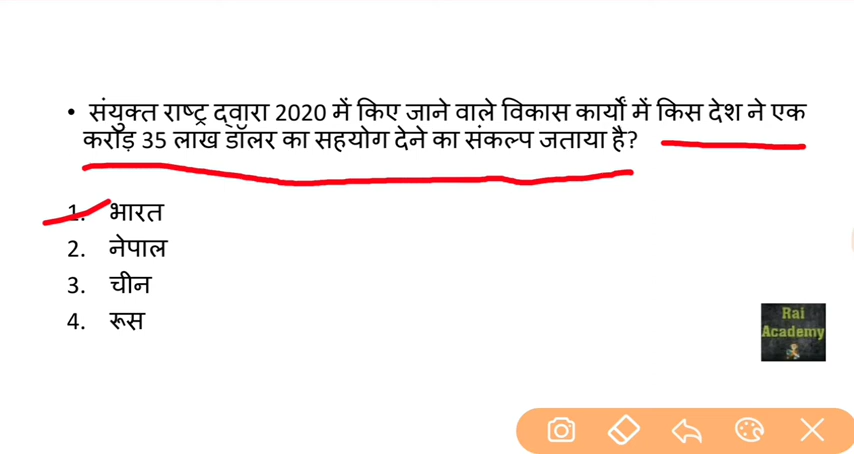 • संयुक्त राष्ट्र द्वारा 2020 में किए जाने वाले विकास कार्यों में किस देश ने एक
करोड़ 35 लाख डॉलर का सहयोग देने का संकल्प जताया है?
1. भारत
2. नेपाल
3. चीन
4. रूस
Rai
Academy